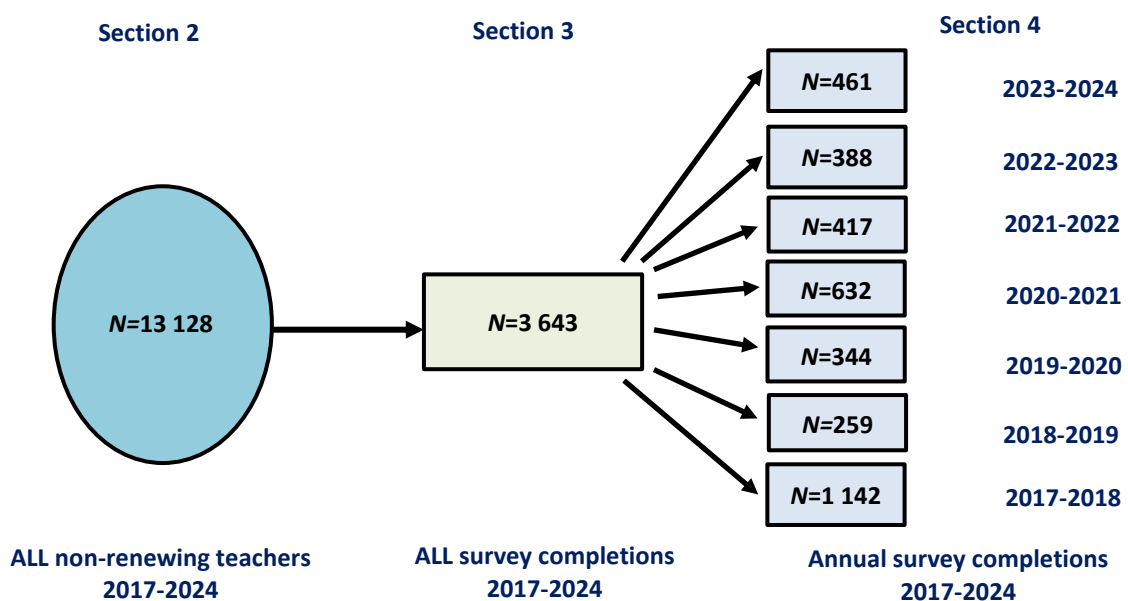 Section 2
Section 3
Section 4
N=461
2023-2024
N=388
2022-2023
N=417
2021-2022
N=13 128
N=3 643
N=632
2020-2021
N=344
2019-2020
N=259
2018-2019
N=1 142
2017-2018
ALL non-renewing teachers
2017-2024
ALL survey completions
2017-2024
Annual survey completions
2017-2024